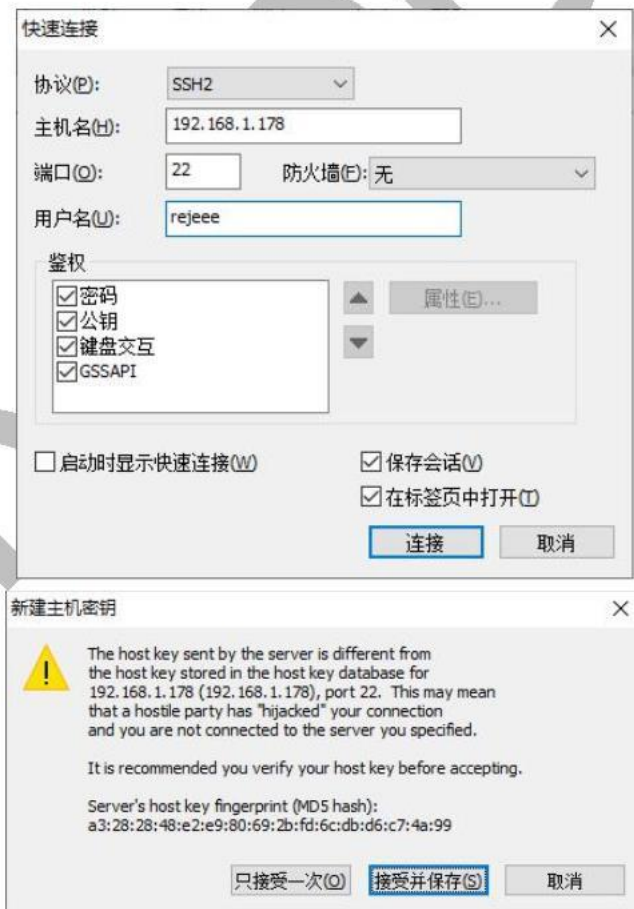 快速连接
协议(P): SSH2
主机名(H): 192.168.1.178
端口(O): 22 防火墙(F): 无
用户名(U): rejeee
鉴权
密码
公钥
键盘交互
GSSAPI
属性(E)...
启动时显示快速连接(W) 保存会话(V)
在标签页中打开(T)
连接 取消
新建主机密钥
The host key sent by the server is different from
the host key stored in the host key database for
192.168.1.178 (192.168.1.178), port 22. This may mean
that a hostile party has "hijacked" your connection
and you are not connected to the server you specified.
It is recommended you verify your host key before accepting.
Server's host key fingerprint (MD5 hash):
a3:28:28:48:e2:e9:80:69:2b:fd:6c:db:d6:c7:4a:99
只接受一次(O) 接受并保存(S) 取消